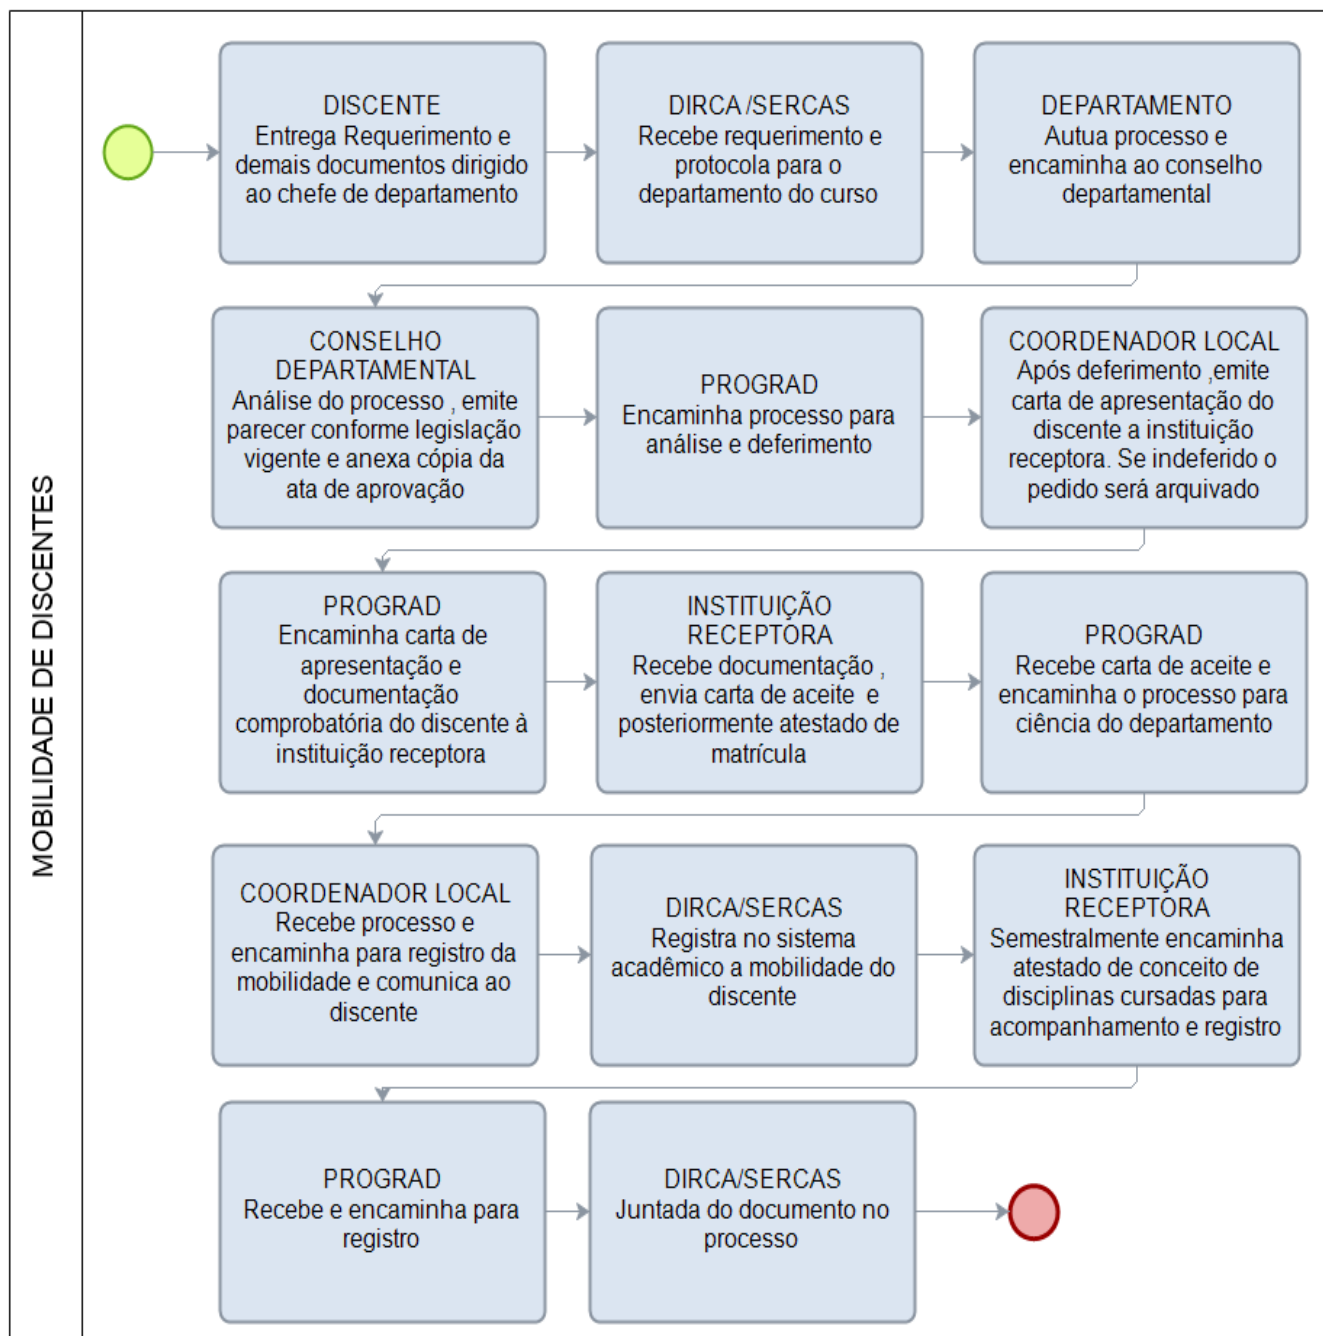 MOBILIDADE DE DISCENTES
DISCENTE
Entrega Requerimento e
demais documentos dirigido
ao chefe de departamento
DIRCA /SERCAS
Recebe requerimento e
protocola para o
departamento do curso
DEPARTAMENTO
Autua processo e
encaminha ao conselho
departamental
CONSELHO
DEPARTAMENTAL
Análise do processo , emite
parecer conforme legislação
vigente e anexa cópia da
ata de aprovação
PROGRAD
Encaminha processo para
análise e deferimento
COORDENADOR LOCAL
Após deferimento ,emite
carta de apresentação do
discente a instituição
receptora. Se indeferido o
pedido será arquivado
PROGRAD
Encaminha carta de
apresentação e
documentação
comprobatória do discente à
instituição receptora
INSTITUIÇÃO
RECEPTORA
Recebe documentação ,
envia carta de aceite  e
posteriormente atestado de
matrícula
PROGRAD
Recebe carta de aceite e
encaminha o processo para
ciência do departamento
COORDENADOR LOCAL
Recebe processo e
encaminha para registro da
mobilidade e comunica ao
discente
DIRCA/SERCAS
Registra no sistema
acadêmico a mobilidade do
discente
INSTITUIÇÃO
RECEPTORA
Semestralmente encaminha
atestado de conceito de
disciplinas cursadas para
acompanhamento e registro
PROGRAD
Recebe e encaminha para
registro
DIRCA/SERCAS
Juntada do documento no
processo